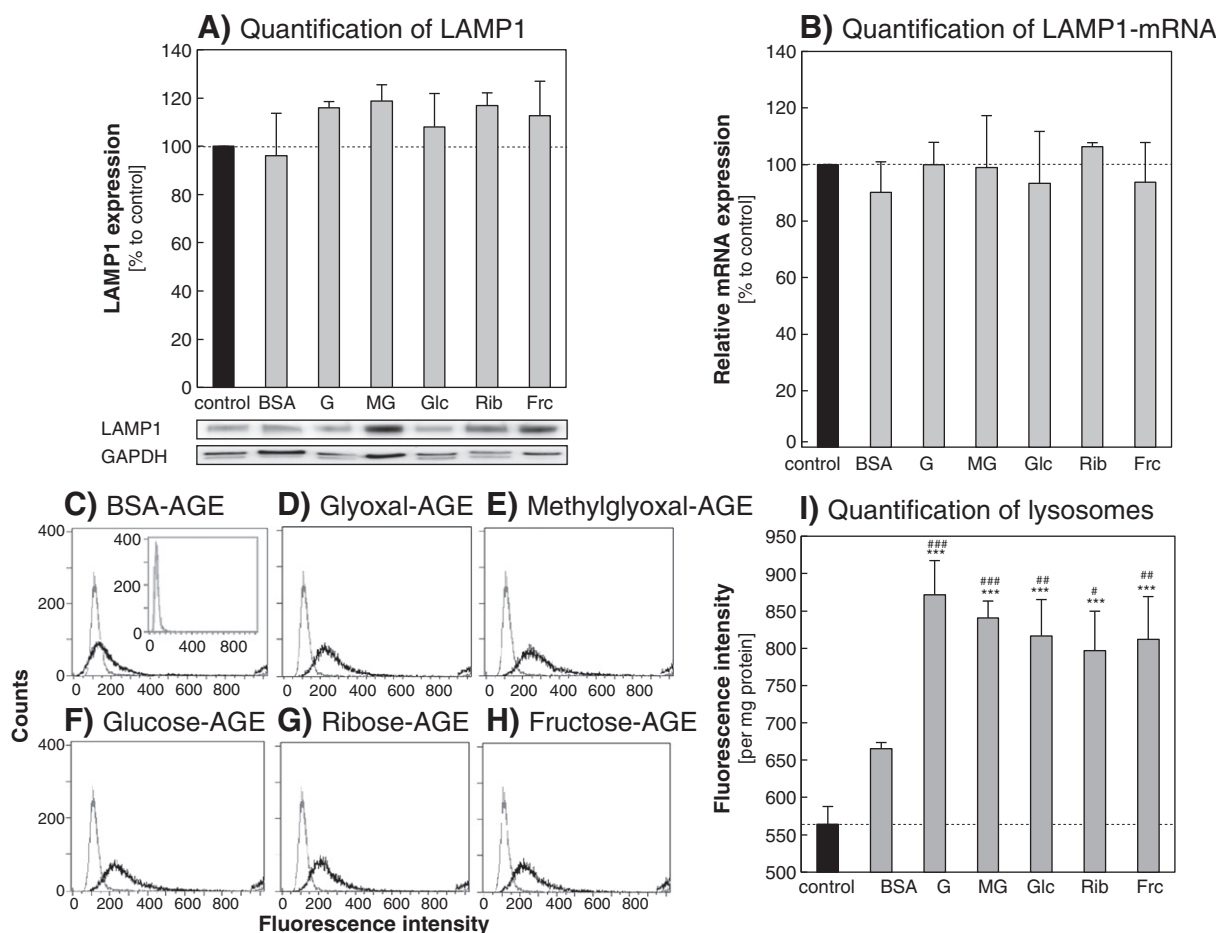 A) Quantification of LAMP1
140
120
100
80
60
40
20
0
LAMP1 expression
[% to control]
control BSA G MG Glc Rib Frc
LAMP1
GAPDH
B) Quantification of LAMP1-mRNA
140
120
100
80
60
40
20
0
Relative mRNA expression
[% to control]
control BSA G MG Glc Rib Frc
C) BSA-AGE
400
200
0
0 200 400 600 800
400
300
200
100
0
0 400 800
D) Glyoxal-AGE
0 200 400 600 800
E) Methylglyoxal-AGE
0 200 400 600 800
F) Glucose-AGE
400
200
0
0 200 400 600 800
G) Ribose-AGE
0 200 400 600 800
H) Fructose-AGE
0 200 400 600 800
Counts
Fluorescence intensity
I) Quantification of lysosomes
950
900
850
800
750
700
650
600
550
500
Fluorescence intensity
[per mg protein]
###
***
###
***
##
***
#
***
##
***
control BSA G MG Glc Rib Frc